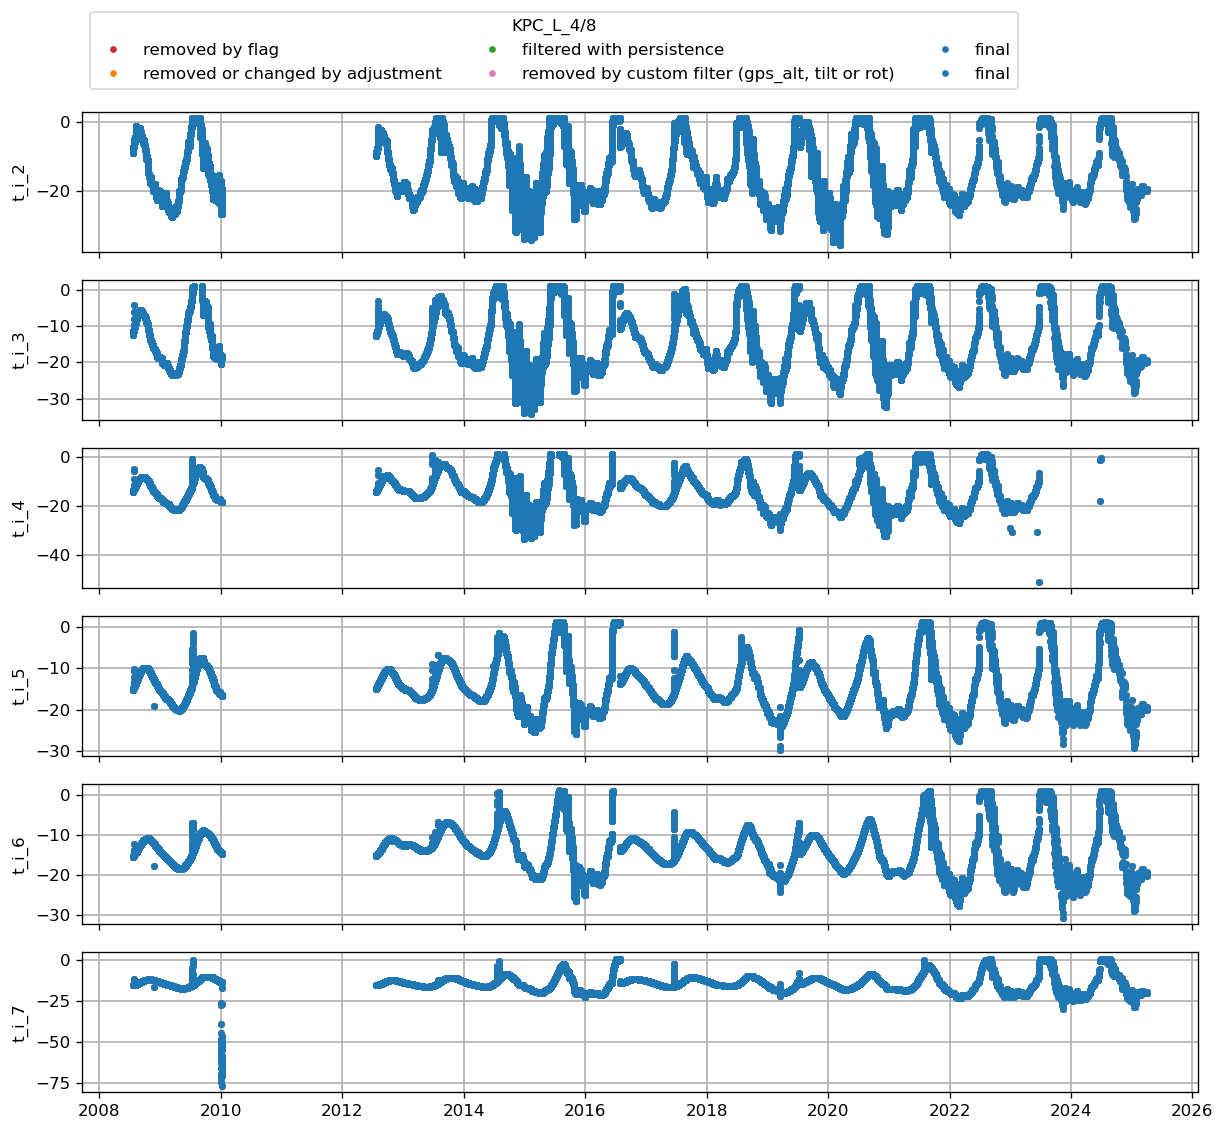 KPC_L_4/8
removed by flag
filtered with persistence
final
removed or changed by adjustment
removed by custom filter (gps_alt, tilt or rot)
final
t_i_2
0
−20
t_i_3
0
−10
−20
−30
t_i_4
0
−20
−40
t_i_5
0
−10
−20
−30
t_i_6
0
−10
−20
−30
t_i_7
0
−25
−50
−75
2008 2010 2012 2014 2016 2018 2020 2022 2024 2026